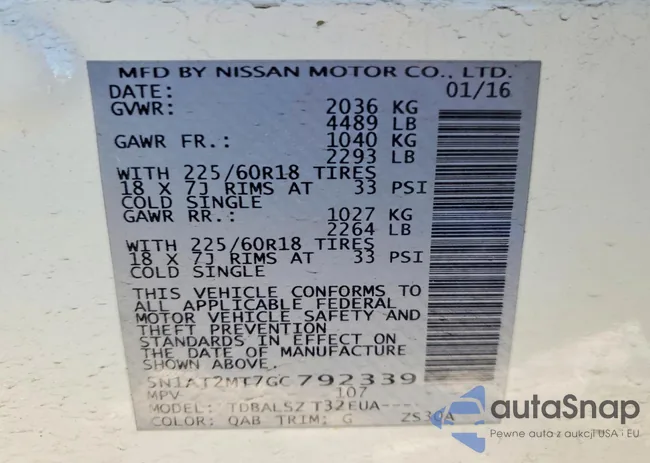 MFD BY NISSAN MOTOR CO., LTD.
DATE: 01/16
GVWR: 2036 KG
4489 LB
GAWR FR.: 1040 KG
2293 LB
WITH 225/60R18 TIRES
18 X 7J RIMS AT 33 PSI
COLD SINGLE
GAWR RR.: 1027 KG
2264 LB
WITH 225/60R18 TIRES
18 X 7J RIMS AT 33 PSI
COLD SINGLE
THIS VEHICLE CONFORMS TO
ALL APPLICABLE FEDERAL
MOTOR VEHICLE SAFETY AND
THEFT PREVENTION
STANDARDS IN EFFECT ON
THE DATE OF MANUFACTURE
SHOWN ABOVE.
5N1AT2MT7GC792339
MPV 107
MODEL: TDBALSZ T32EUA----
COLOR: QAB TRIM: G ZS30A
autoSnap
Pewne auta z aukcji USA i EU